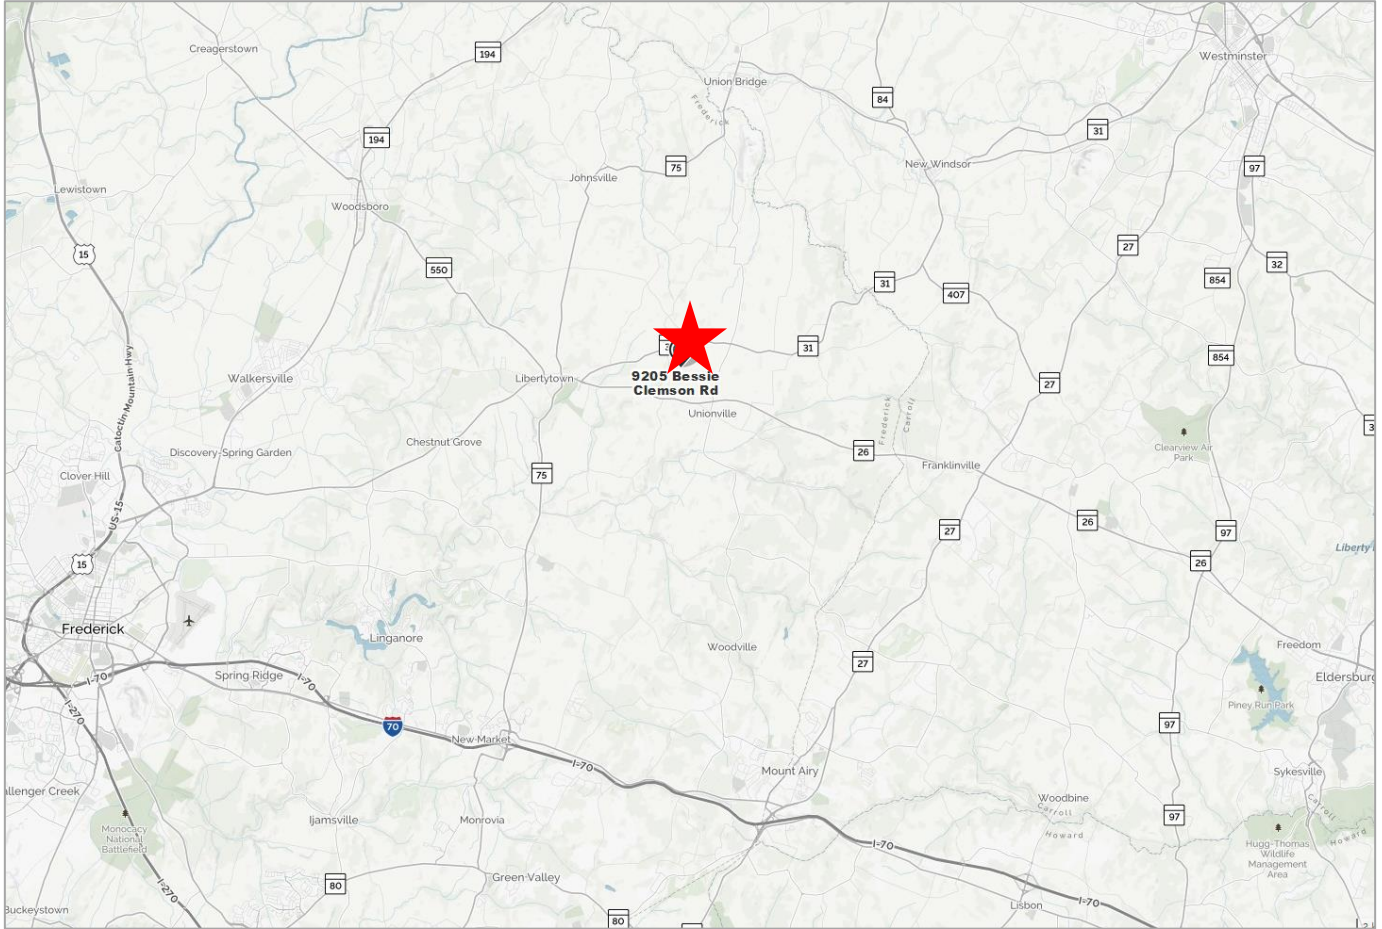 Creagerstown
194
Westminster
Union Bridge
84
Frederick
31
194
75
New Windsor
97
Johnsville
Lewistown
Woodsboro
15
27
550
32
854
31
407
Catoctin Mountain Hwy
31
854
Walkersville
Libertytown
9205 Bessie
Clemson Rd
27
Unionville
Frederick
Carroll
Chestnut Grove
Discovery-Spring Garden
26
Clearview Air
Park
Franklinville
Clover Hill
75
US-15
26
27
97
Liberty
15
26
Frederick
Linganore
Woodville
Freedom
27
Eldersburg
Spring Ridge
I-70
I-70
Piney Run Park
I-270
70
97
New Market
I-70
Mount Airy
Sykesville
allenger Creek
Woodbine
Carroll
Howard
97
Carroll
Howard
Ijamsville
Monrovia
Monocacy
National
Battlefield
I-70
Hugg-Thomas
Wildlife
Management
Area
I-270
80
Green Valley
I-70
Lisbon
Buckeystown
80